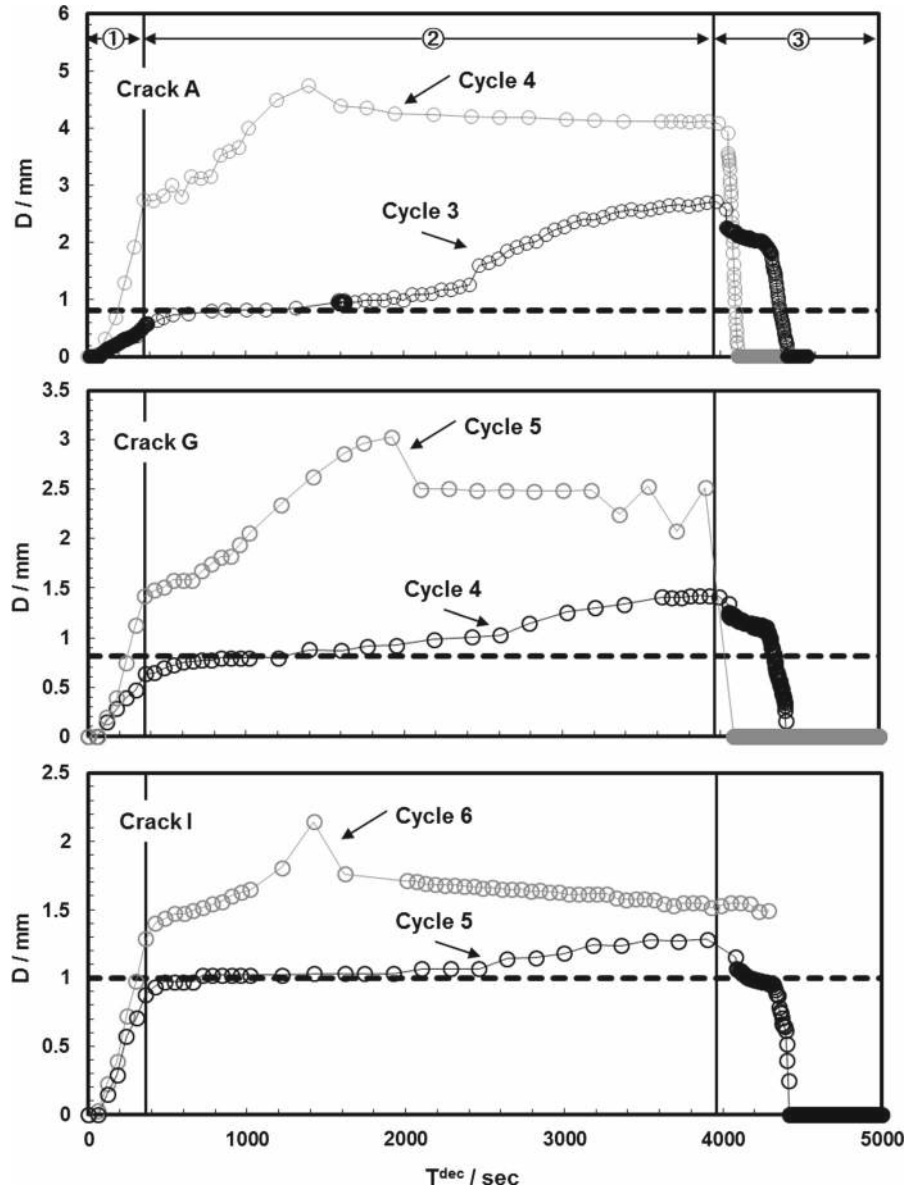 6
① ② ③
Crack A
Cycle 4
5
4
D / mm
3
Cycle 3
2
1
0
3.5
Crack G
Cycle 5
3
2.5
D / mm
2
Cycle 4
1.5
1
0.5
0
2.5
Crack I
Cycle 6
2
D / mm
1.5
Cycle 5
1
0.5
0
0 1000 2000 3000 4000 5000
T^dec / sec